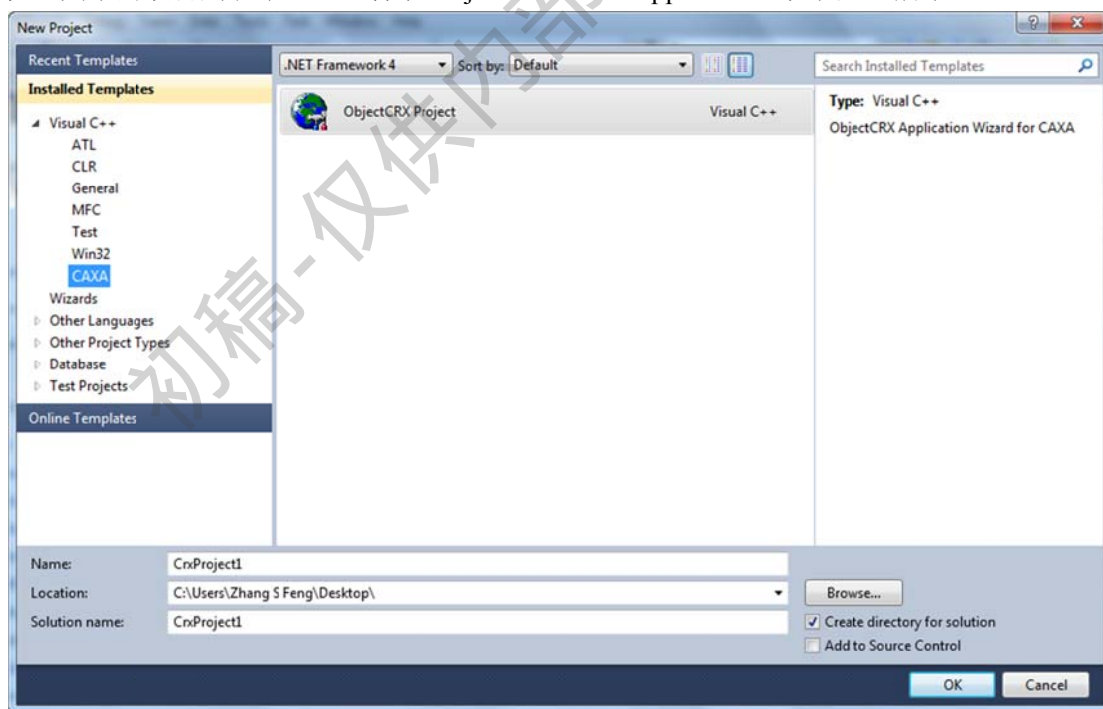 New Project
Recent Templates
Installed Templates
Visual C++
ATL
CLR
General
MFC
Test
Win32
CAXA
Wizards
Other Languages
Other Project Types
Database
Test Projects
Online Templates
.NET Framework 4
Sort by: Default
ObjectCRX Project Visual C++
Search Installed Templates
Type: Visual C++
ObjectCRX Application Wizard for CAXA
Name: CrxProject1
Location: C:\Users\Zhang S Feng\Desktop\
Solution name: CrxProject1
Browse...
Create directory for solution
Add to Source Control
OK Cancel
初稿-仅供内部